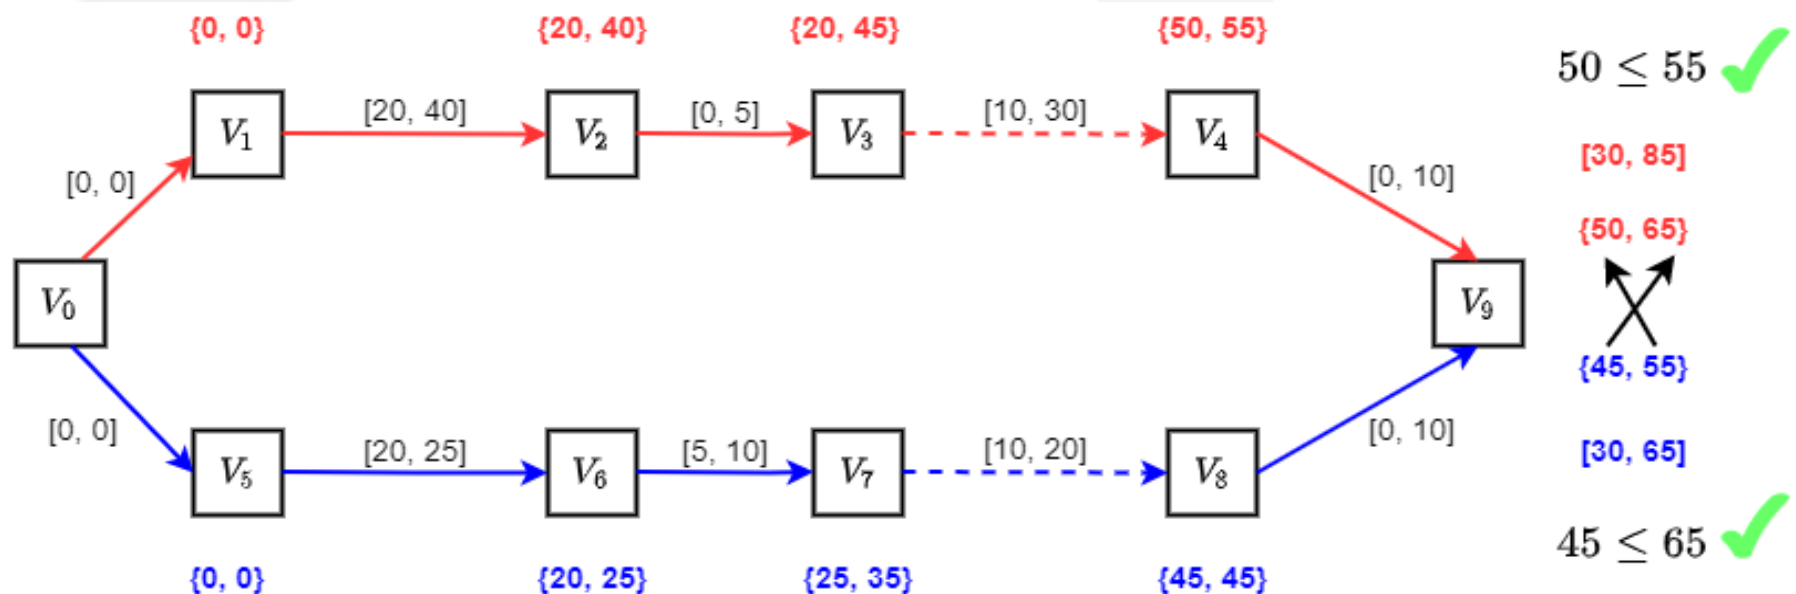 {0, 0} {20, 40} {20, 45} {50, 55}
50 ≤ 55
[20, 40] [0, 5] [10, 30]
V₁ V₂ V₃ V₄
[30, 85]
[0, 0] [0, 10]
{50, 65}
V₀ V₉
{45, 55}
[0, 0] [0, 10]
[20, 25] [5, 10] [10, 20] [30, 65]
V₅ V₆ V₇ V₈
45 ≤ 65
{0, 0} {20, 25} {25, 35} {45, 45}